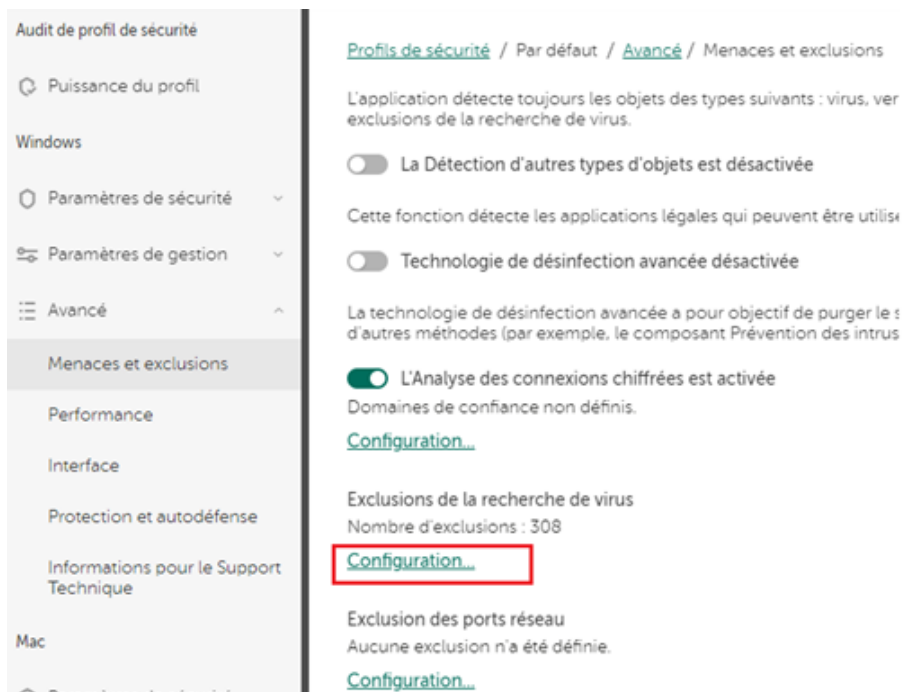 Audit de profil de sécurité
Puissance du profil
Windows
Paramètres de sécurité
Paramètres de gestion
Avancé
Menaces et exclusions
Performance
Interface
Protection et autodéfense
Informations pour le Support
Technique
Mac
Profils de sécurité / Par défaut / Avancé / Menaces et exclusions
L'application détecte toujours les objets des types suivants : virus, ver
exclusions de la recherche de virus.
La Détection d'autres types d'objets est désactivée
Cette fonction détecte les applications légales qui peuvent être utilisé
Technologie de désinfection avancée désactivée
La technologie de désinfection avancée a pour objectif de purger le s
d'autres méthodes (par exemple, le composant Prévention des intrus
L'Analyse des connexions chiffrées est activée
Domaines de confiance non définis.
Configuration...
Exclusions de la recherche de virus
Nombre d'exclusions : 308
Configuration...
Exclusion des ports réseau
Aucune exclusion n'a été définie.
Configuration...